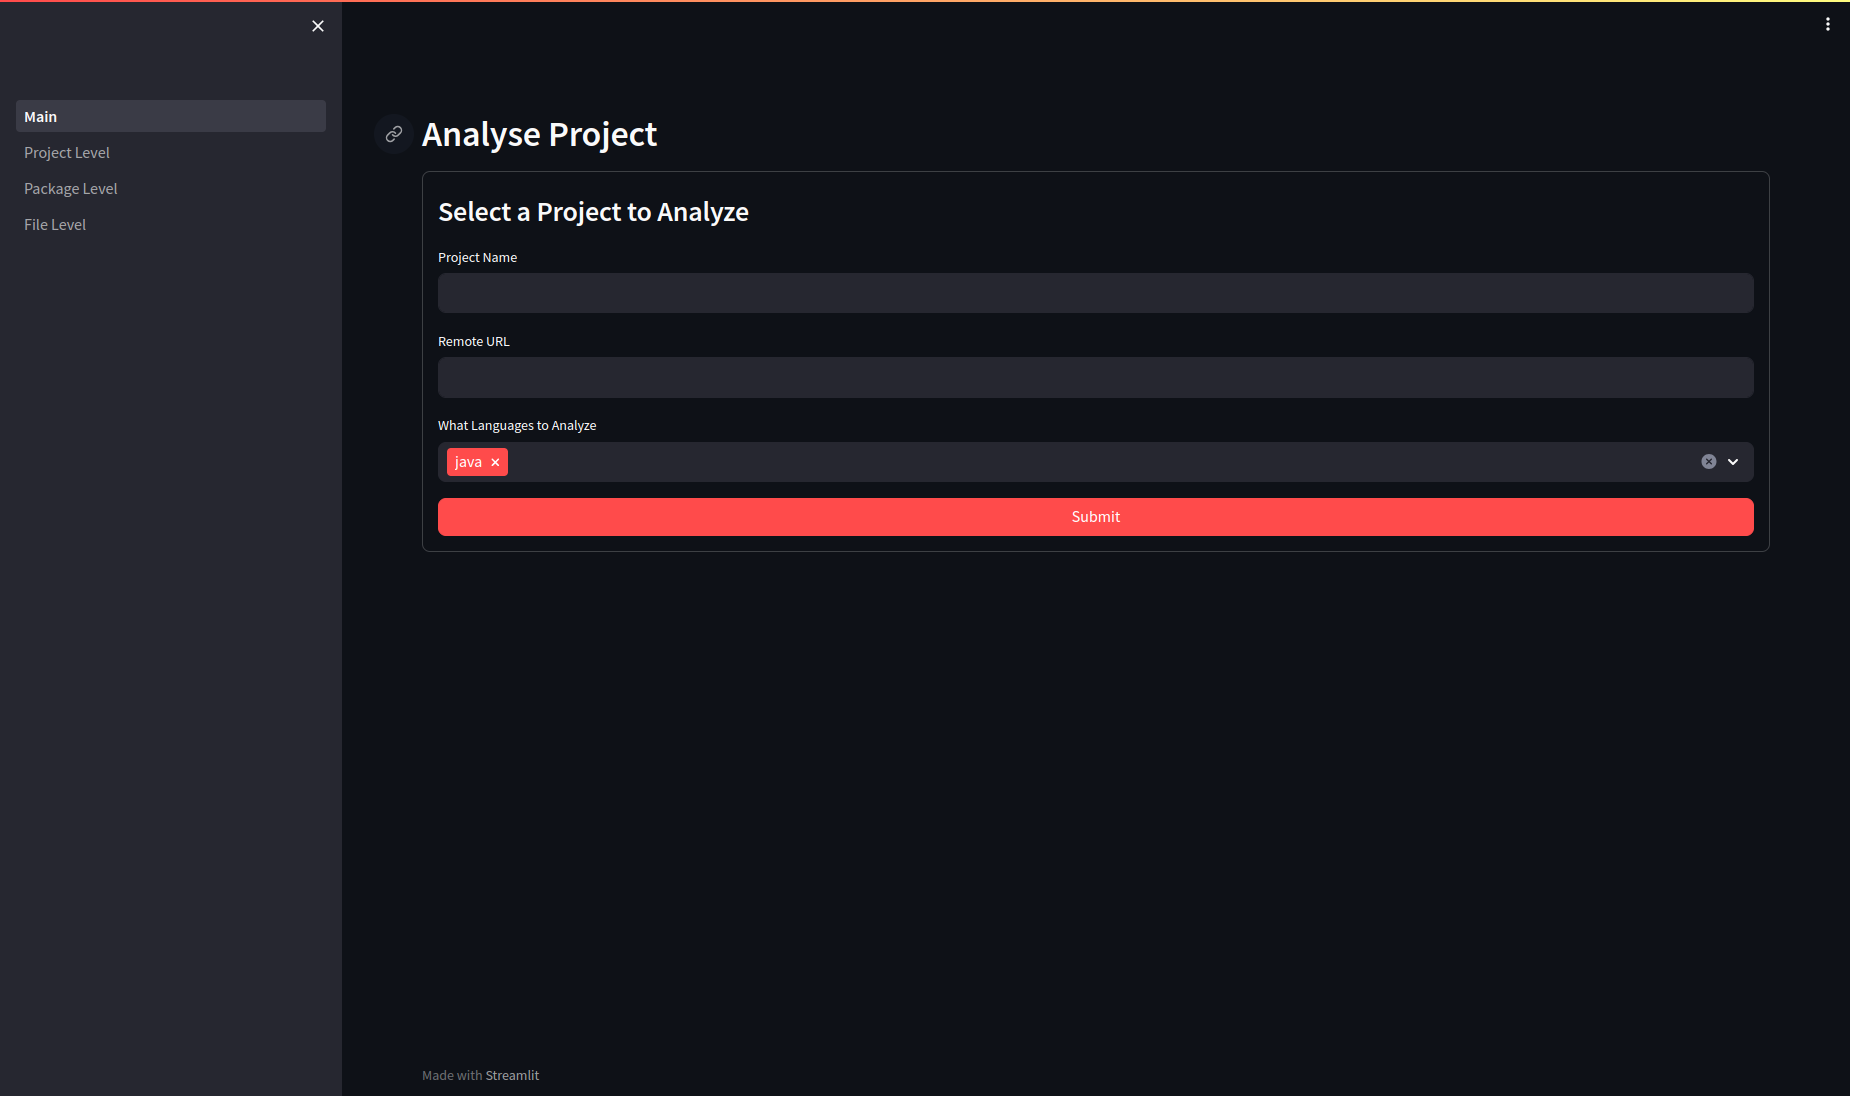 Main
Project Level
Package Level
File Level
Analyse Project
Select a Project to Analyze
Project Name
Remote URL
What Languages to Analyze
java
Submit
Made with Streamlit